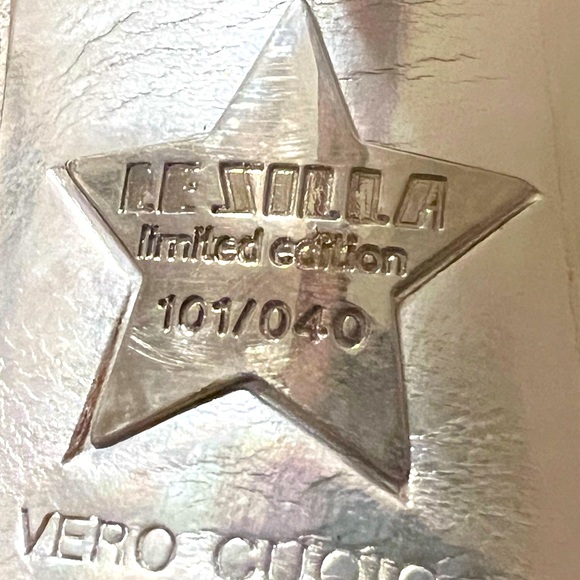 LE SILLA
limited edition
101/040
VERO CUOIO